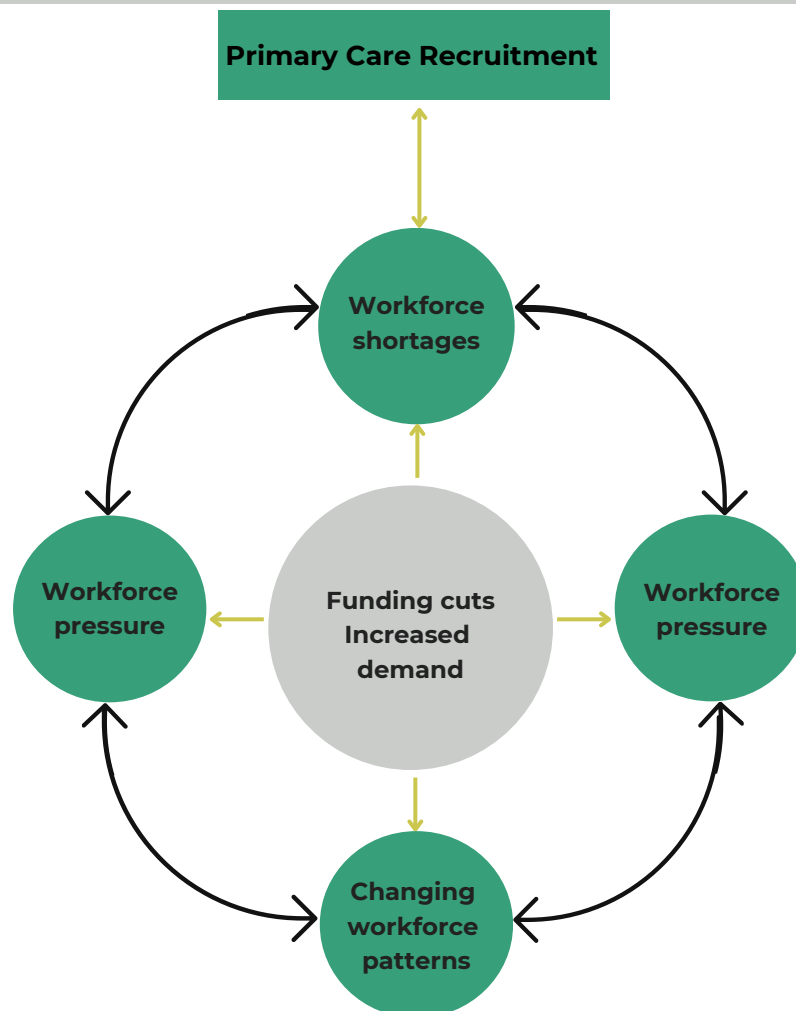 Primary Care Recruitment
Workforce
shortages
Workforce
pressure
Funding cuts
Increased
demand
Workforce
pressure
Changing
workforce
patterns